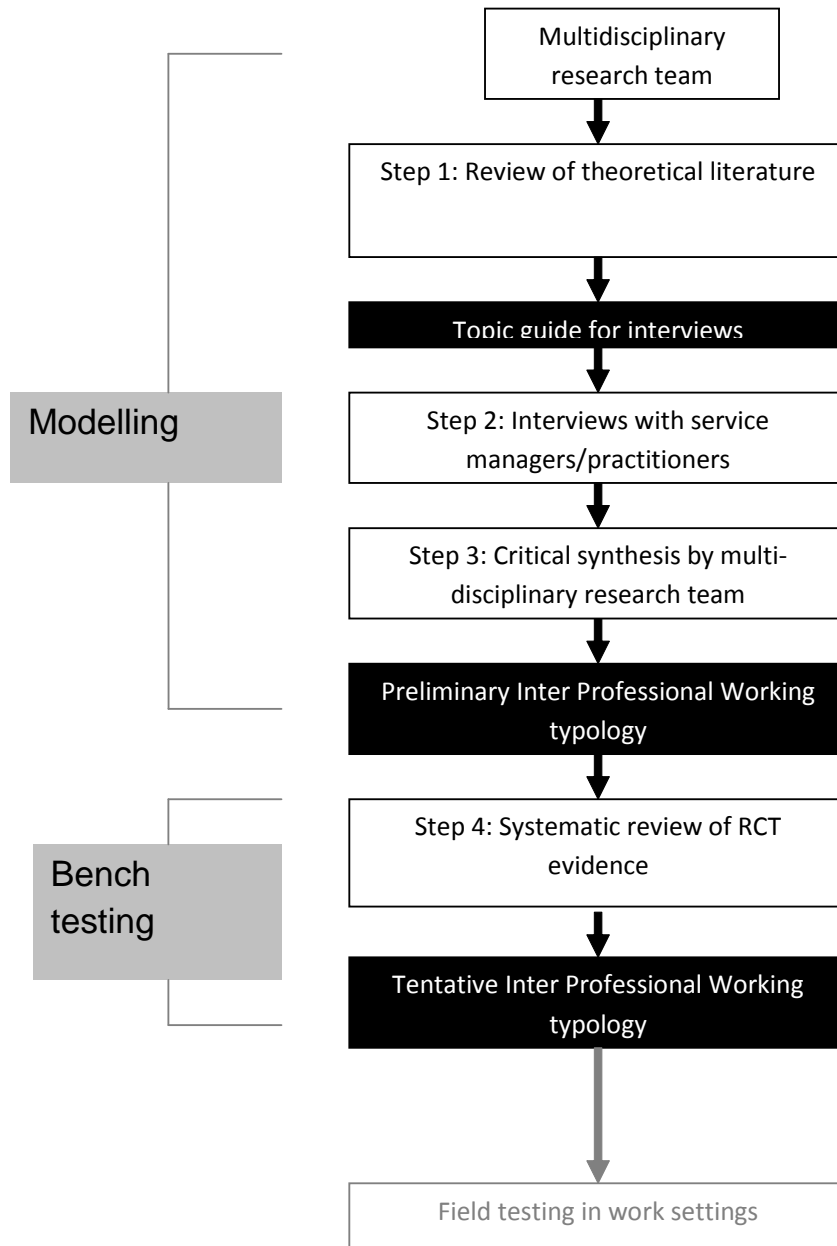 Multidisciplinary
research team
Step 1: Review of theoretical literature
Topic guide for interviews
Modelling
Step 2: Interviews with service
managers/practitioners
Step 3: Critical synthesis by multi-
disciplinary research team
Preliminary Inter Professional Working
typology
Step 4: Systematic review of RCT
evidence
Bench
testing
Tentative Inter Professional Working
typology
Field testing in work settings